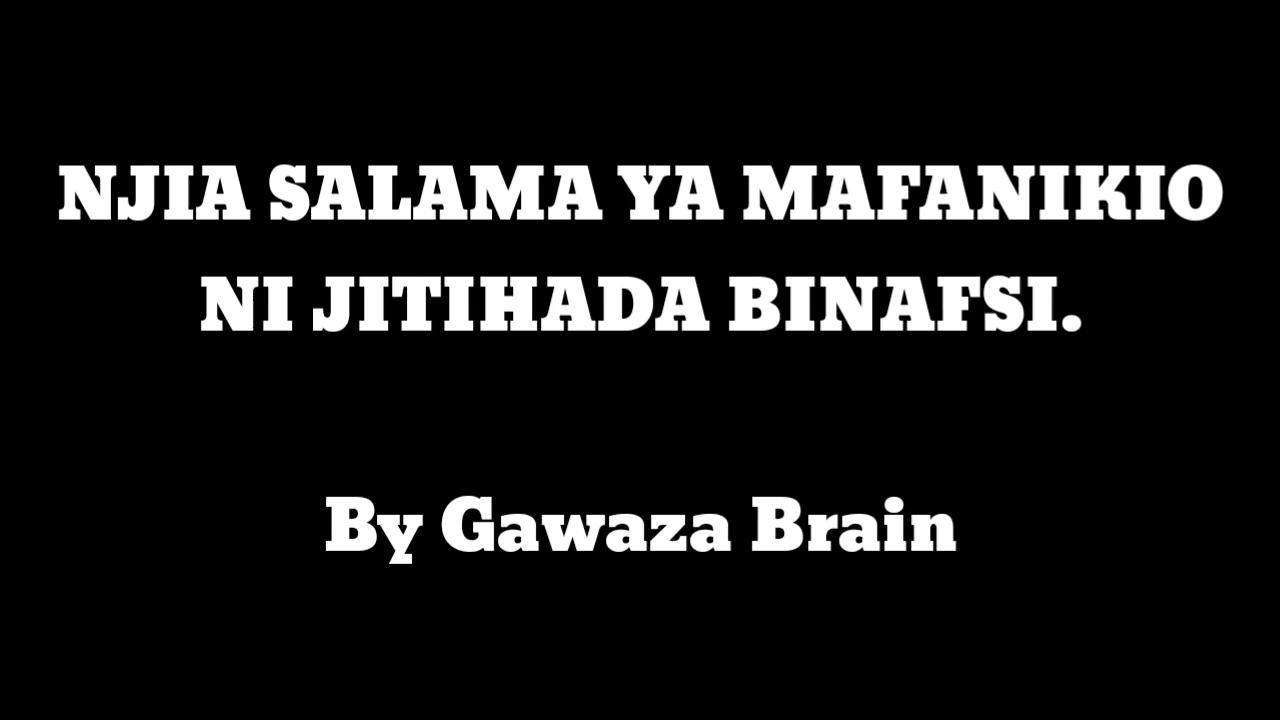 NJIA SALAMA YA MAFANIKIO
NI JITIHADA BINAFSI.
By Gawaza Brain